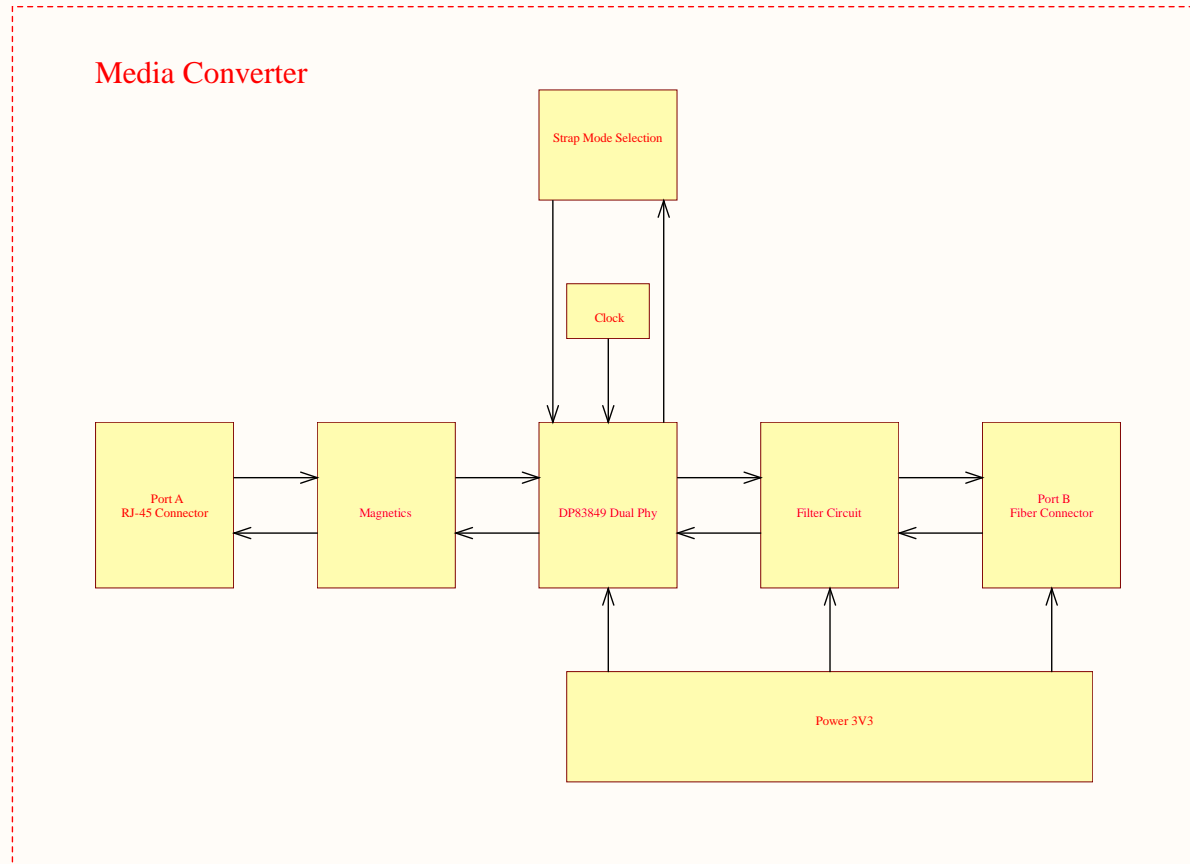 Media Converter
Strap Mode Selection
Clock
Port A
RJ-45 Connector
Magnetics
DP83849 Dual Phy
Filter Circuit
Port B
Fiber Connector
Power 3V3